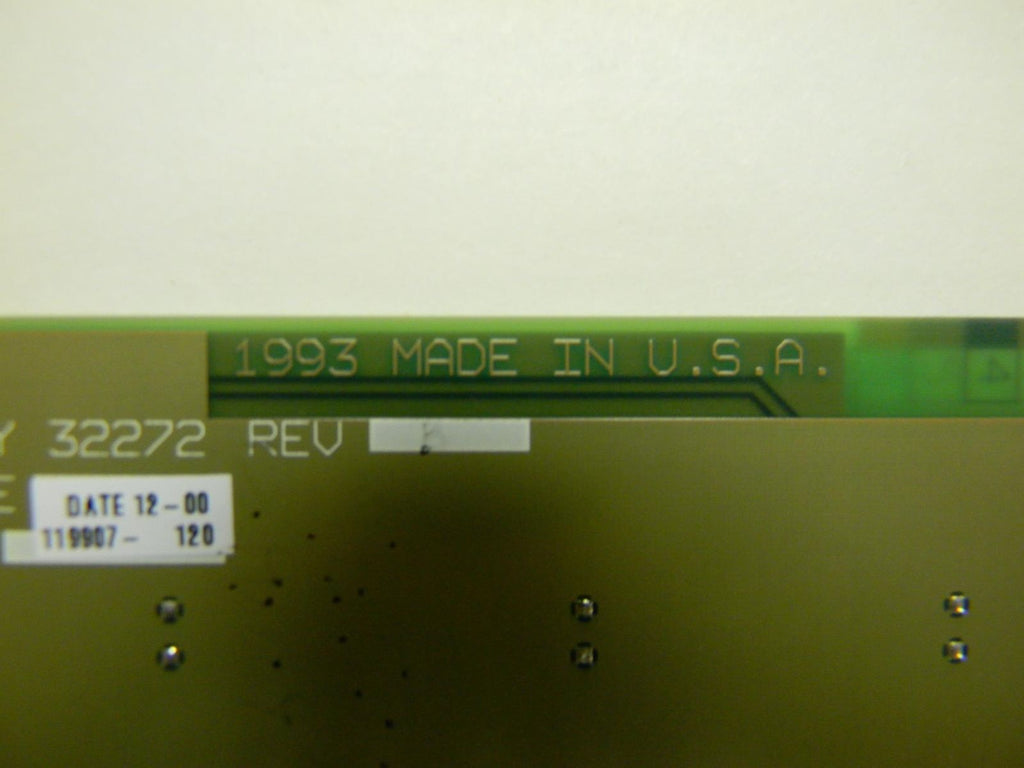 1993 MADE IN U.S.A.
Y 32272 REV
E
DATE 12-00
119907- 120